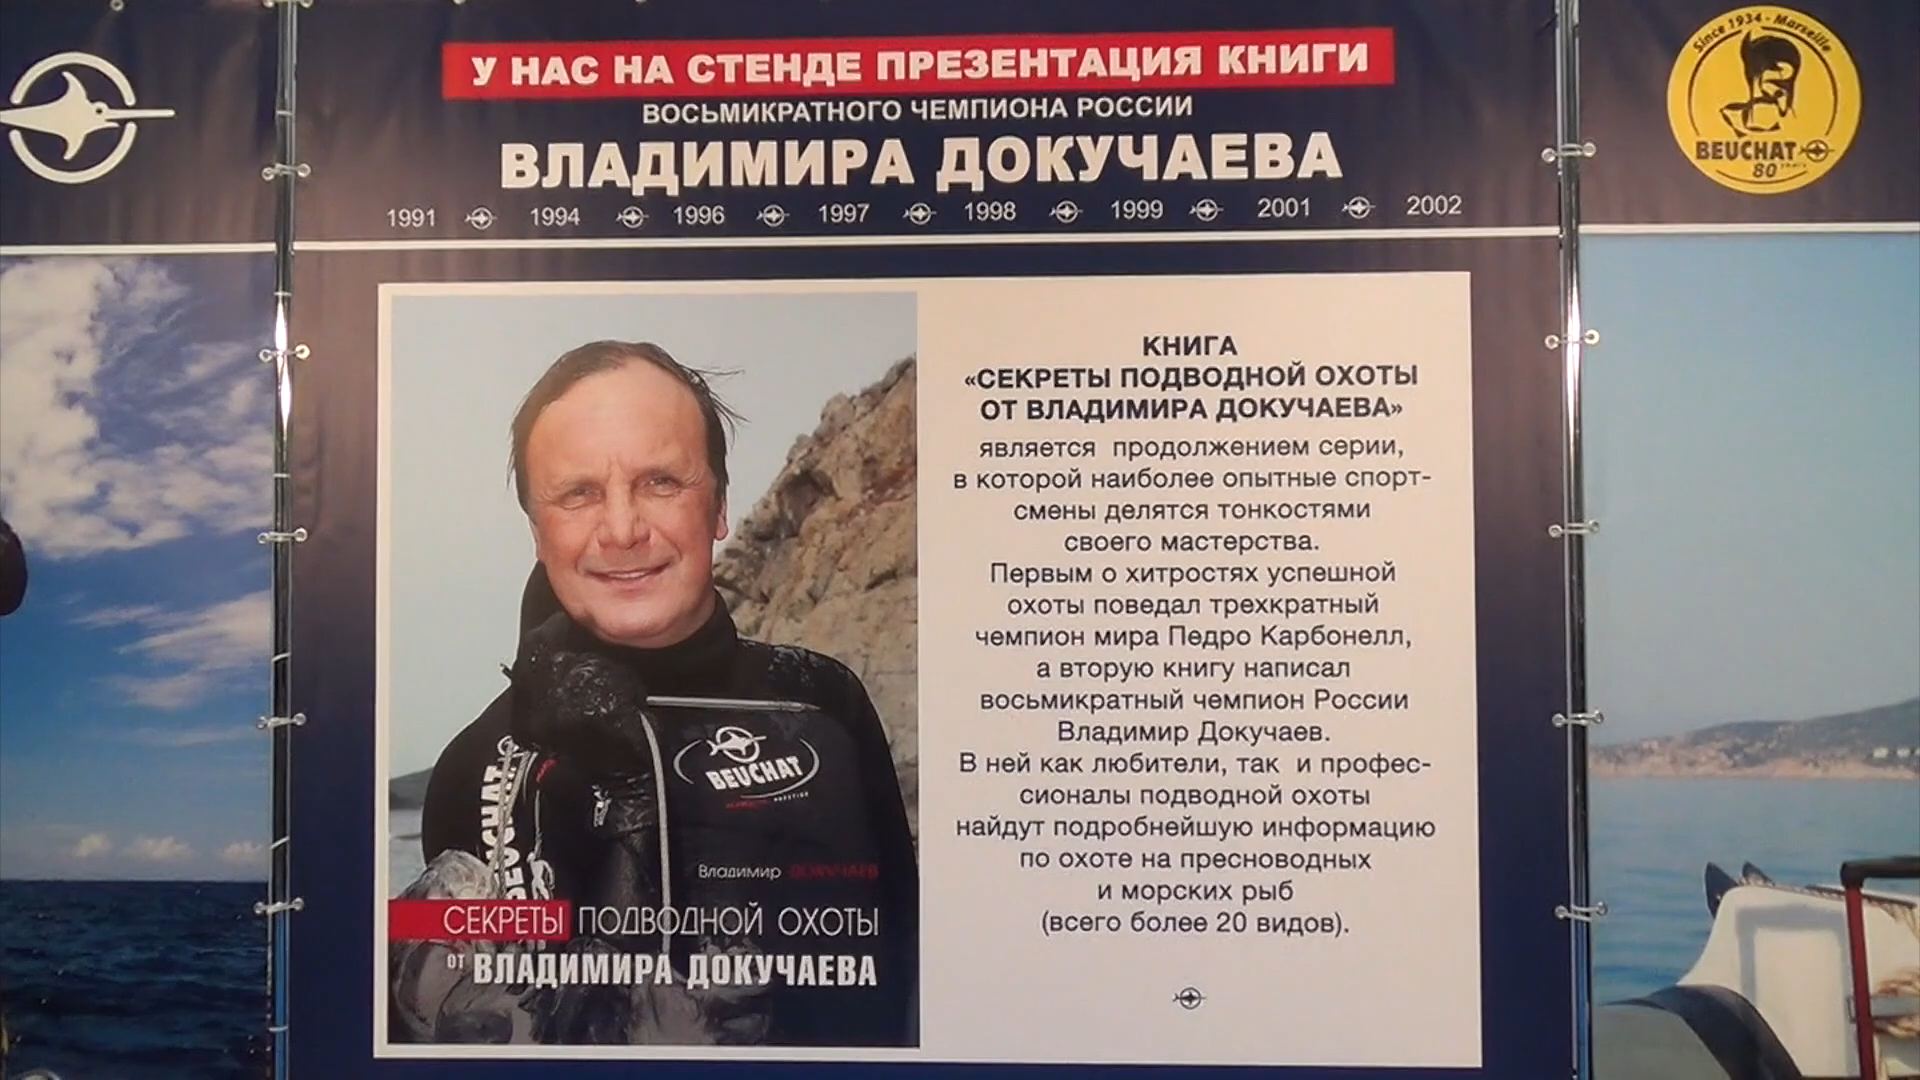 У НАС НА СТЕНДЕ ПРЕЗЕНТАЦИЯ КНИГИ
ВОСЬМИКРАТНОГО ЧЕМПИОНА РОССИИ
ВЛАДИМИРА ДОКУЧАЕВА
1991 1994 1996 1997 1998 1999 2001 2002
Since 1934 - Marseille
BEUCHAT
80 years
КНИГА
«СЕКРЕТЫ ПОДВОДНОЙ ОХОТЫ
ОТ ВЛАДИМИРА ДОКУЧАЕВА»
является продолжением серии,
в которой наиболее опытные спорт-
смены делятся тонкостями
своего мастерства.
Первым о хитростях успешной
охоты поведал трехкратный
чемпион мира Педро Карбонелл,
а вторую книгу написал
восьмикратный чемпион России
Владимир Докучаев.
В ней как любители, так и профес-
сионалы подводной охоты
найдут подробнейшую информацию
по охоте на пресноводных
и морских рыб
(всего более 20 видов).
BEUCHAT
BEUCHAT
Владимир ДОКУЧАЕВ
СЕКРЕТЫ ПОДВОДНОЙ ОХОТЫ
ОТ ВЛАДИМИРА ДОКУЧАЕВА